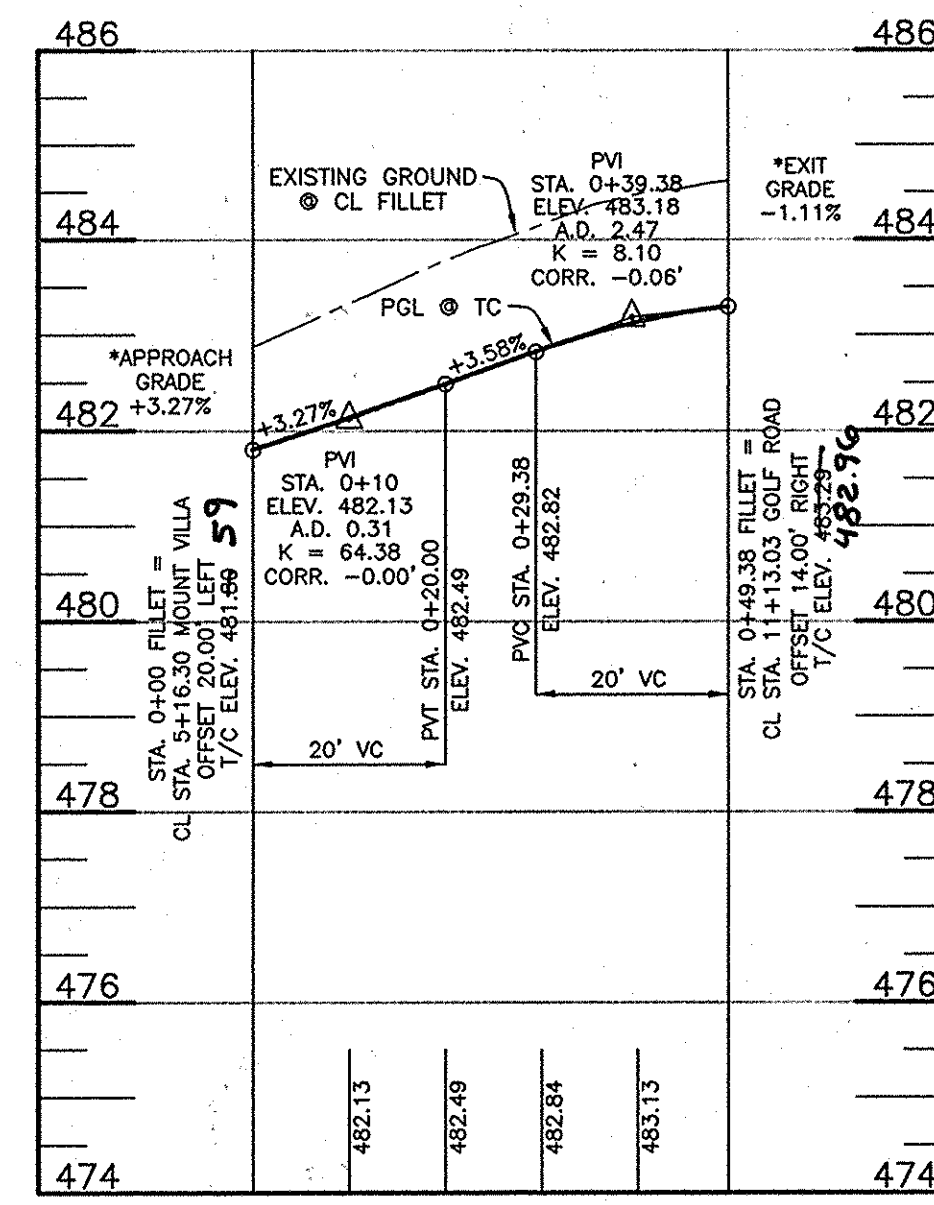 486
486
EXISTING GROUND
@ CL FILLET
PVI
STA. 0+39.38
ELEV. 483.18
A.D. 2.47
K = 8.10
CORR. -0.06'
*EXIT
GRADE
-1.11%
484
484
PGL @ TC
*APPROACH
GRADE
+3.27%
+3.27%
+3.58%
482
482
PVI
STA. 0+10
ELEV. 482.13
A.D. 0.31
K = 64.38
CORR. -0.00'
STA. 0+00 FILLET =
CL STA. 5+16.30 MOUNT VILLA
OFFSET 20.00' LEFT
T/C ELEV. 481.80
59
PVT STA. 0+20.00
ELEV. 482.49
PVC STA. 0+29.38
ELEV. 482.82
STA. 0+49.38 FILLET =
CL STA. 11+13.03 GOLF ROAD
OFFSET 14.00' RIGHT
T/C ELEV. 483.29
482.96
480
480
20' VC
20' VC
478
478
476
476
482.13
482.49
482.84
483.13
474
474